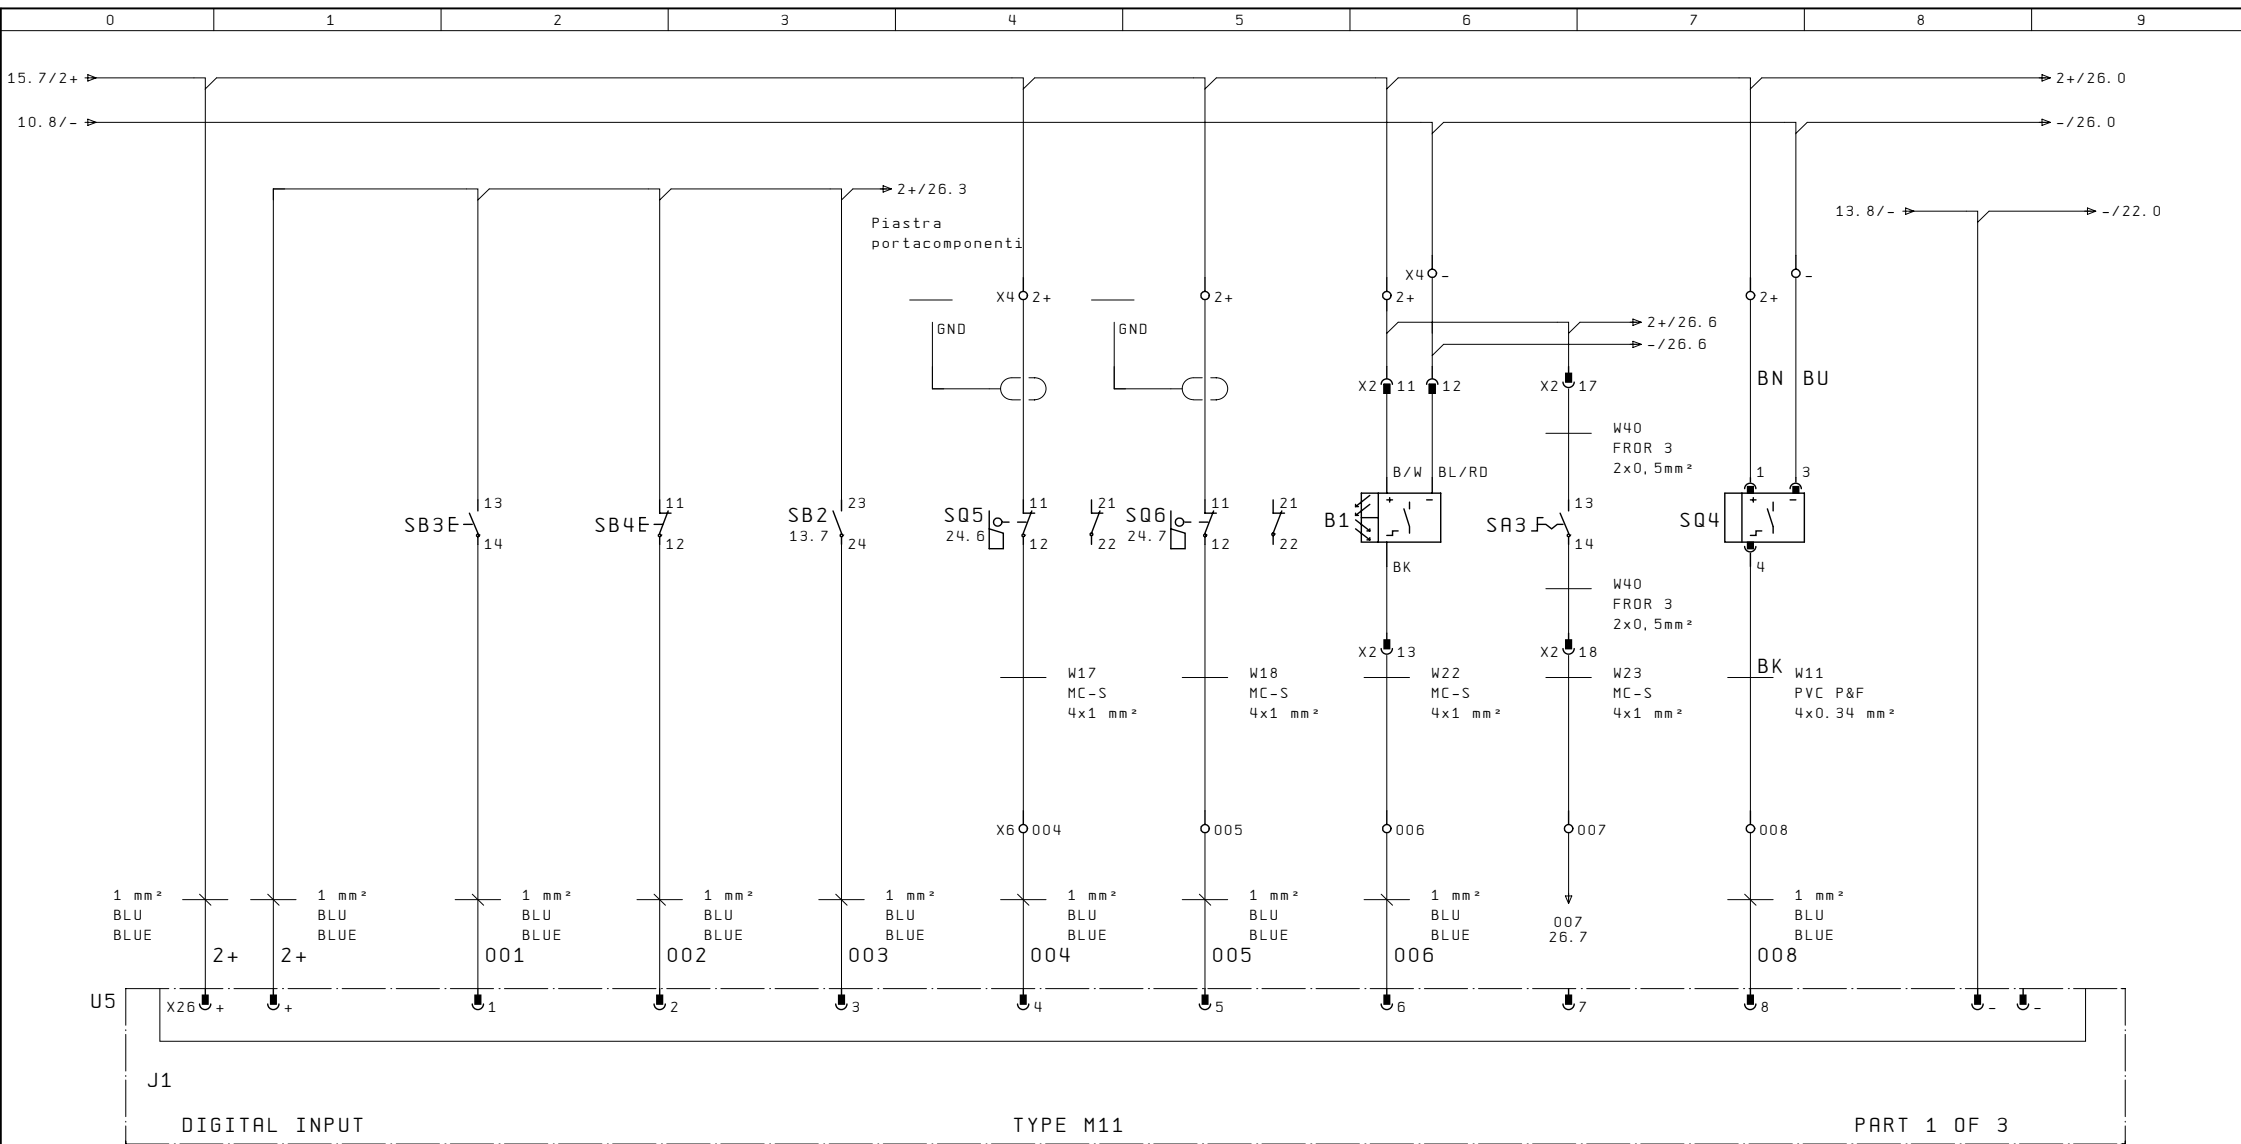 0 1 2 3 4 5 6 7 8 9
15.7/2+ 2+/26.0
10.8/- -/26.0
2+/26.3
13.8/- -/22.0
Piastra
portacomponenti
X4 -
-
X4 2+
2+
2+
2+
GND
GND
2+/26.6
-/26.6
X2 11 12
X2 17
BN BU
W40
FROR 3
2x0,5mm²
B/W BL/RD
1 3
SB3 E 13 14
SB4 E 11 12
SB2 13.7 23 24
SQ5 24.6 11 12 21 22
SQ6 24.7 11 12 21 22
B1 + -
BK
SA3 13 14
SQ4 + -
4
W40
FROR 3
2x0,5mm²
X2 13
X2 18
BK
W17
MC-S
4x1 mm²
W18
MC-S
4x1 mm²
W22
MC-S
4x1 mm²
W23
MC-S
4x1 mm²
W11
PVC P&F
4x0.34 mm²
X6 004 005 006 007 008
1 mm²
BLU
BLUE
1 mm²
BLU
BLUE
1 mm²
BLU
BLUE
1 mm²
BLU
BLUE
1 mm²
BLU
BLUE
1 mm²
BLU
BLUE
1 mm²
BLU
BLUE
1 mm²
BLU
BLUE
007
26.7
1 mm²
BLU
BLUE
2+ 2+ 001 002 003 004 005 006 008
U5 X26 + + 1 2 3 4 5 6 7 8 - -
J1
DIGITAL INPUT TYPE M11 PART 1 OF 3